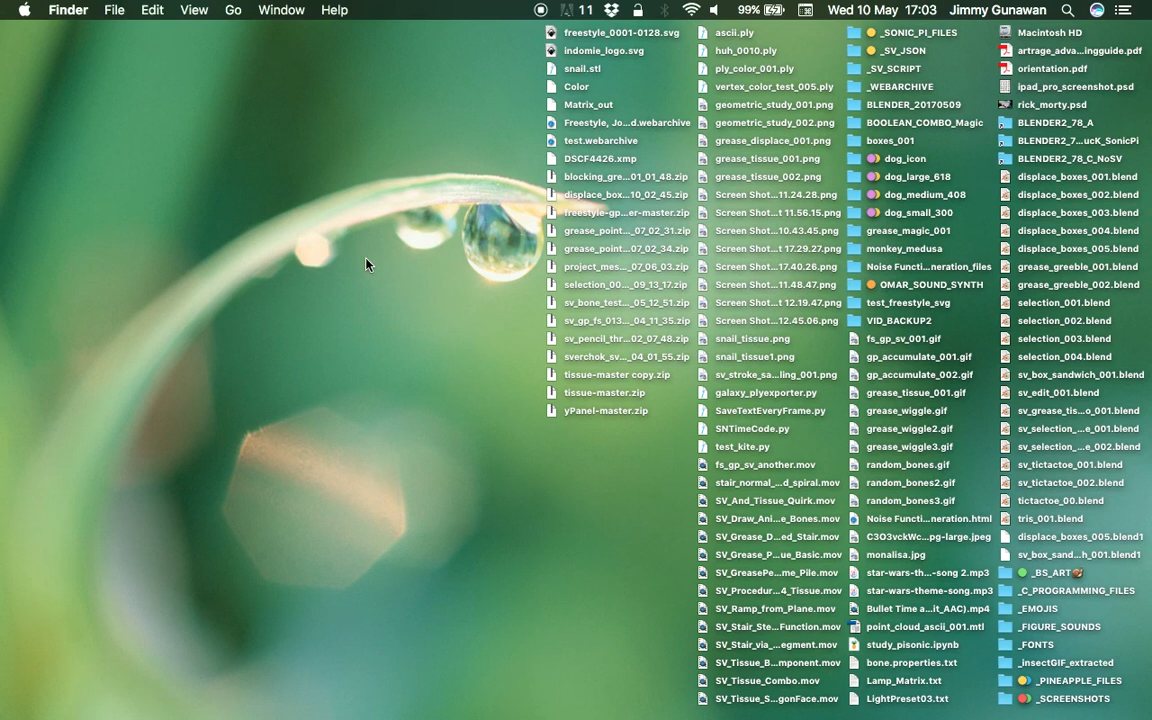 Finder File Edit View Go Window Help
11 99% Wed 10 May 17:03 Jimmy Gunawan
freestyle_0001-0128.svg
indomie_logo.svg
snail.stl
Color
Matrix_out
Freestyle, Jo...d.webarchive
test.webarchive
DSCF4426.xmp
blocking_gre...01_01_48.zip
displace_box...10_02_45.zip
freestyle-gp...er-master.zip
grease_point..._07_02_31.zip
grease_point..._07_02_34.zip
project_mes..._07_06_03.zip
selection_00..._09_13_17.zip
sv_bone_test..._05_12_51.zip
sv_gp_fs_013..._04_11_35.zip
sv_pencil_thr...02_07_48.zip
sverchok_sv..._04_01_55.zip
tissue-master copy.zip
tissue-master.zip
yPanel-master.zip
ascii.ply
huh_0010.ply
ply_color_001.ply
vertex_color_test_005.ply
geometric_study_001.png
geometric_study_002.png
grease_displace_001.png
grease_tissue_001.png
grease_tissue_002.png
Screen Shot...11.24.28.png
Screen Shot...t 11.56.15.png
Screen Shot...10.43.45.png
Screen Shot...t 17.29.27.png
Screen Shot...17.40.26.png
Screen Shot...11.48.47.png
Screen Shot...t 12.19.47.png
Screen Shot...12.45.06.png
snail_tissue.png
snail_tissue1.png
sv_stroke_sa...ling_001.png
galaxy_plyexporter.py
SaveTextEveryFrame.py
SNTimeCode.py
test_kite.py
fs_gp_sv_another.mov
stair_normal_...d_spiral.mov
SV_And_Tissue_Quirk.mov
SV_Draw_Ani...e_Bones.mov
SV_Grease_D...ed_Stair.mov
SV_Grease_P...ue_Basic.mov
SV_GreasePe...me_Pile.mov
SV_Procedur...4_Tissue.mov
SV_Ramp_from_Plane.mov
SV_Stair_Ste...Function.mov
SV_Stair_via_...egment.mov
SV_Tissue_B...mponent.mov
SV_Tissue_Combo.mov
SV_Tissue_S...gonFace.mov
_SONIC_PI_FILES
_SV_JSON
_SV_SCRIPT
_WEBARCHIVE
BLENDER_20170509
BOOLEAN_COMBO_Magic
boxes_001
dog_icon
dog_large_618
dog_medium_408
dog_small_300
grease_magic_001
monkey_medusa
Noise Functi...neration_files
OMAR_SOUND_SYNTH
test_freestyle_svg
VID_BACKUP2
fs_gp_sv_001.gif
gp_accumulate_001.gif
gp_accumulate_002.gif
grease_tissue_001.gif
grease_wiggle.gif
grease_wiggle2.gif
grease_wiggle3.gif
random_bones.gif
random_bones2.gif
random_bones3.gif
Noise Functi...neration.html
C3O3vckWc...pg-large.jpeg
monalisa.jpg
star-wars-th...-song 2.mp3
star-wars-theme-song.mp3
Bullet Time a...it_AAC).mp4
point_cloud_ascii_001.mtl
study_pisonic.ipynb
bone.properties.txt
Lamp_Matrix.txt
LightPreset03.txt
Macintosh HD
artrage_adva...ingguide.pdf
orientation.pdf
ipad_pro_screenshot.psd
rick_morty.psd
BLENDER2_78_A
BLENDER2_7...ucK_SonicPi
BLENDER2_78_C_NoSV
displace_boxes_001.blend
displace_boxes_002.blend
displace_boxes_003.blend
displace_boxes_004.blend
displace_boxes_005.blend
grease_greeble_001.blend
grease_greeble_002.blend
selection_001.blend
selection_002.blend
selection_003.blend
selection_004.blend
sv_box_sandwich_001.blend
sv_edit_001.blend
sv_grease_tis...o_001.blend
sv_selection_...e_001.blend
sv_selection_...e_002.blend
sv_tictactoe_001.blend
sv_tictactoe_002.blend
tictactoe_00.blend
tris_001.blend
displace_boxes_005.blend1
sv_box_sand...h_001.blend1
_BS_ART
_C_PROGRAMMING_FILES
_EMOJIS
_FIGURE_SOUNDS
_FONTS
_insectGIF_extracted
_PINEAPPLE_FILES
_SCREENSHOTS